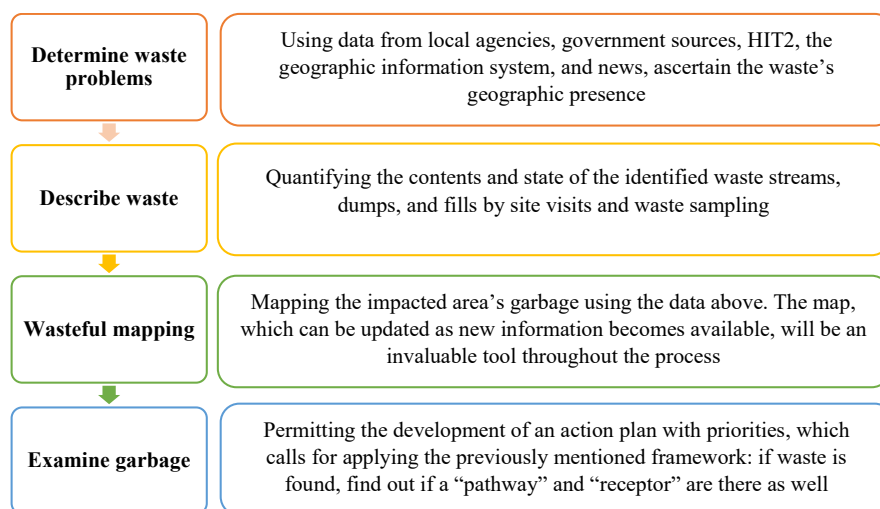 Determine waste
problems
Using data from local agencies, government sources, HIT2, the
geographic information system, and news, ascertain the waste’s
geographic presence
Describe waste
Quantifying the contents and state of the identified waste streams,
dumps, and fills by site visits and waste sampling
Wasteful mapping
Mapping the impacted area’s garbage using the data above. The map,
which can be updated as new information becomes available, will be an
invaluable tool throughout the process
Examine garbage
Permitting the development of an action plan with priorities, which
calls for applying the previously mentioned framework: if waste is
found, find out if a “pathway” and “receptor” are there as well